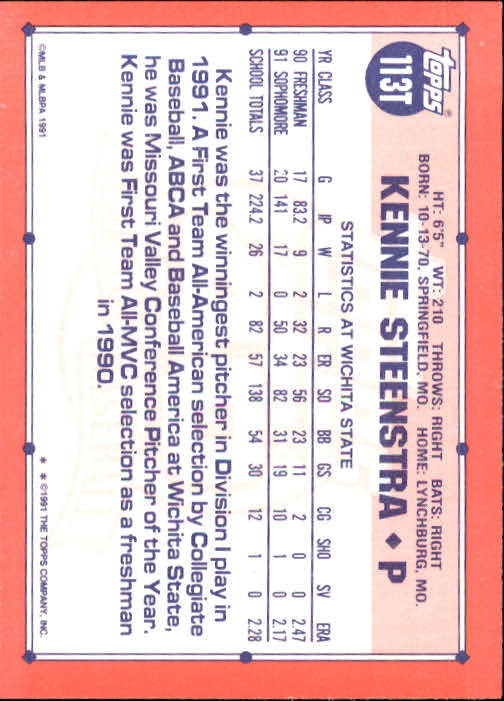 topps®
113T
KENNIE STEENSTRA ♦ P
HT: 6'5" WT: 210 THROWS: RIGHT BATS: RIGHT
BORN: 10-13-70, SPRINGFIELD, MO. HOME: LYNCHBURG, MO.
STATISTICS AT WICHITA STATE
YR CLASS G IP W L R ER SO BB GS CG SHO SV ERA
90 FRESHMAN 17 83.2 9 2 32 23 56 23 11 2 0 0 2.47
91 SOPHOMORE 20 141 17 0 50 34 82 31 19 10 1 0 2.17
SCHOOL TOTALS 37 224.2 26 2 82 57 138 54 30 12 1 0 2.28
Kennie was the winningest pitcher in Division I play in
1991. A First Team All-American selection by Collegiate
Baseball, ABCA and Baseball America at Wichita State,
he was Missouri Valley Conference Pitcher of the Year.
Kennie was First Team All-MVC selection as a freshman
in 1990.
©MLB & MLBPA 1991
* * ©1991 THE TOPPS COMPANY, INC.